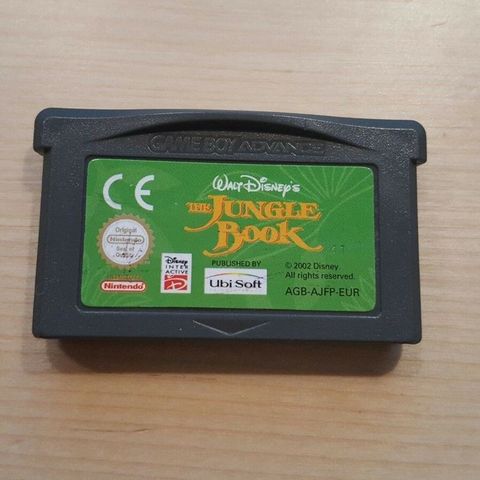 GAME BOY ADVANCE
CE
WALT DISNEY'S
THE JUNGLE
BOOK
Original
Nintendo
Seal of
Quality
Nintendo
Disney
INTER
ACTIVE
PUBLISHED BY
Ubi Soft
© 2002 Disney
All rights reserved.
AGB-AJFP-EUR